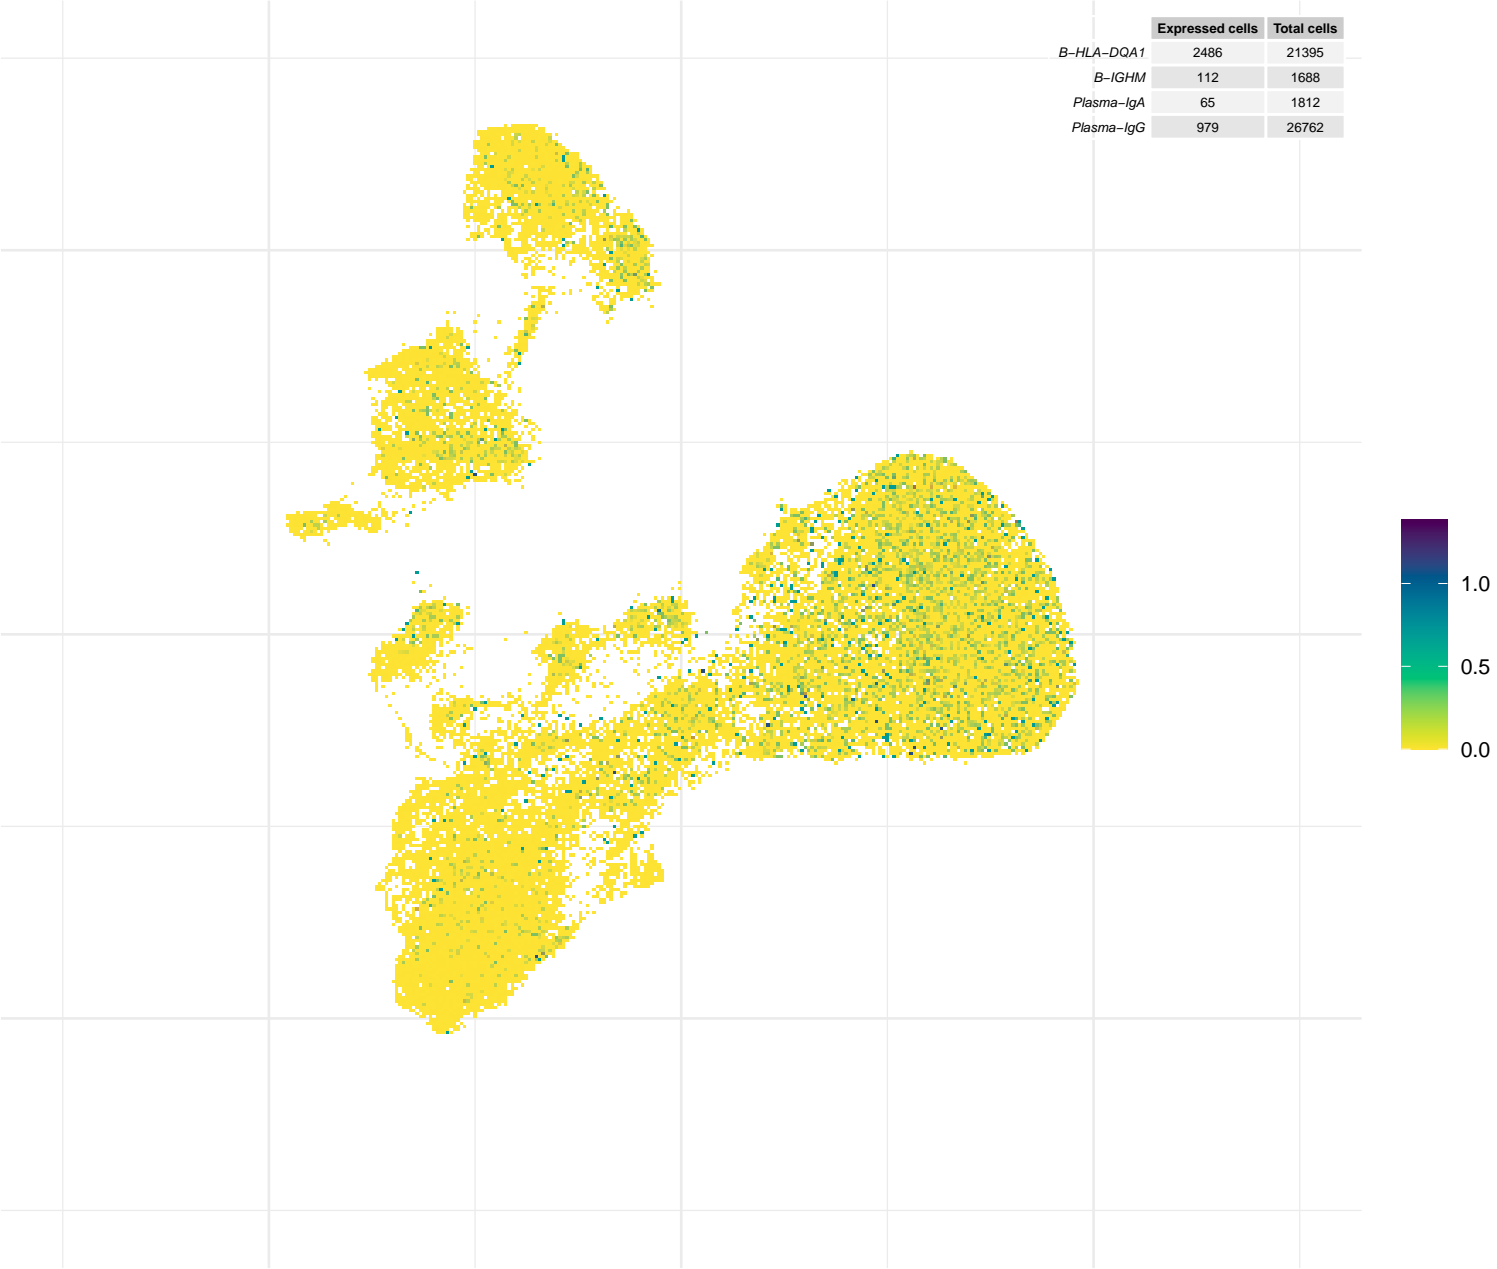 Expressed cells Total cells
B−HLA−DQA1 2486 21395
B−IGHM 112 1688
Plasma−IgA 65 1812
Plasma−IgG 979 26762
1.0
0.5
0.0